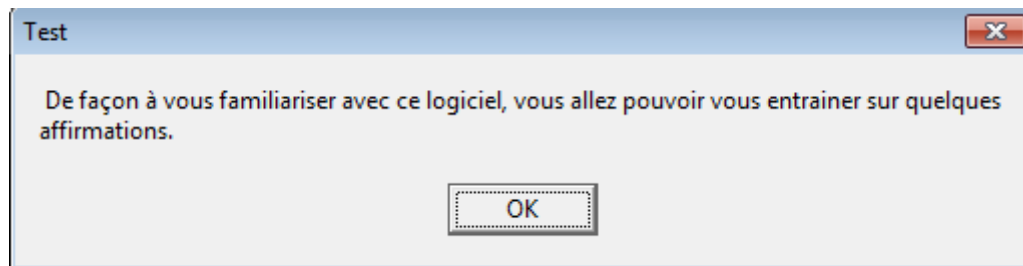 Test
De façon à vous familiariser avec ce logiciel, vous allez pouvoir vous entrainer sur quelques
affirmations.
OK